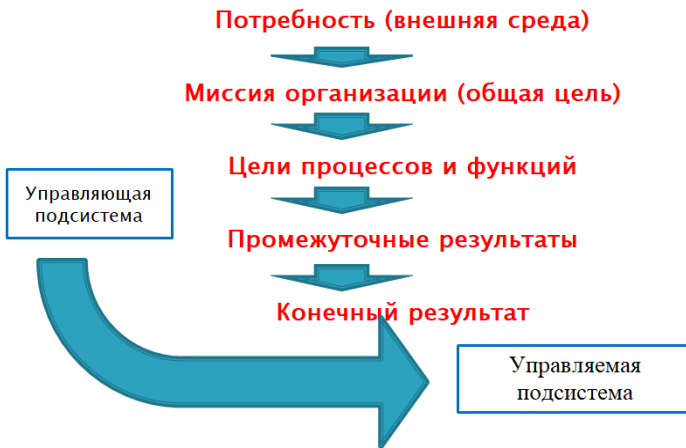 Потребность (внешняя среда)
Миссия организации (общая цель)
Цели процессов и функций
Управляющая
подсистема
Промежуточные результаты
Конечный результат
Управляемая
подсистема